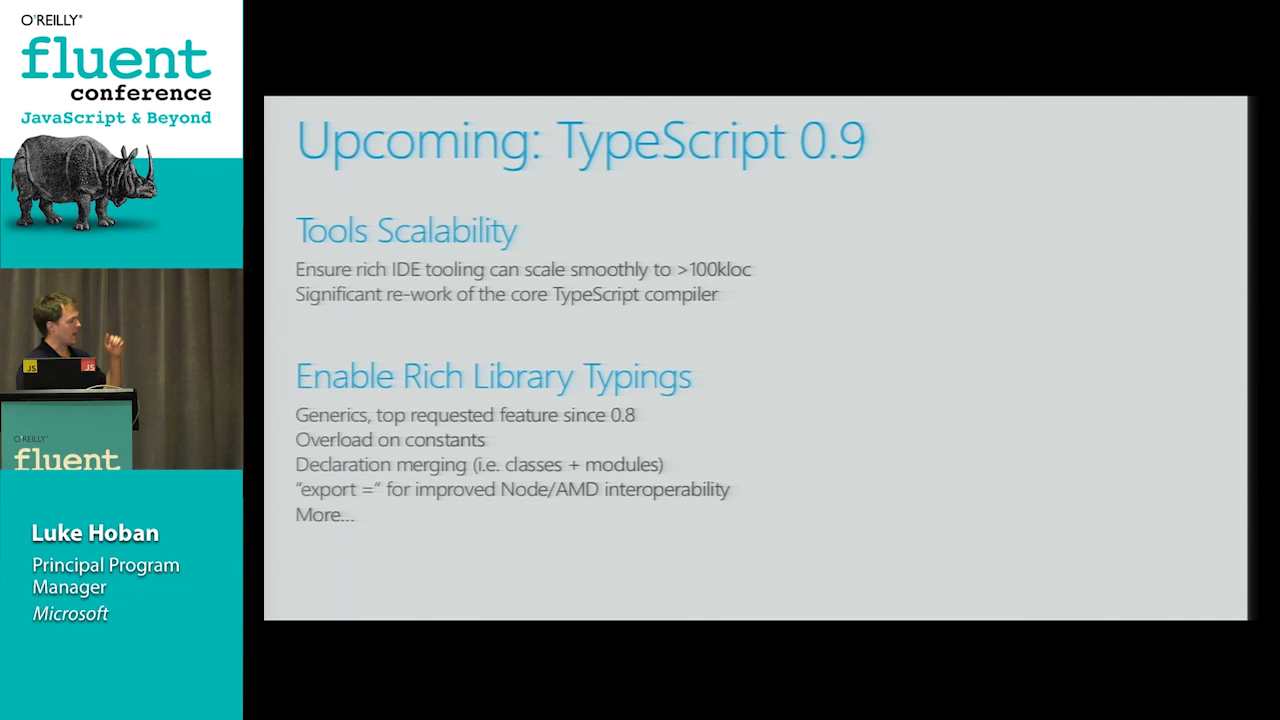 O'REILLY®
fluent
conference
JavaScript & Beyond
JS
JS
O'REILLY®
fluent
Luke Hoban
Principal Program
Manager
Microsoft
Upcoming: TypeScript 0.9
Tools Scalability
Ensure rich IDE tooling can scale smoothly to >100kloc
Significant re-work of the core TypeScript compiler
Enable Rich Library Typings
Generics, top requested feature since 0.8
Overload on constants
Declaration merging (i.e. classes + modules)
"export =" for improved Node/AMD interoperability
More...